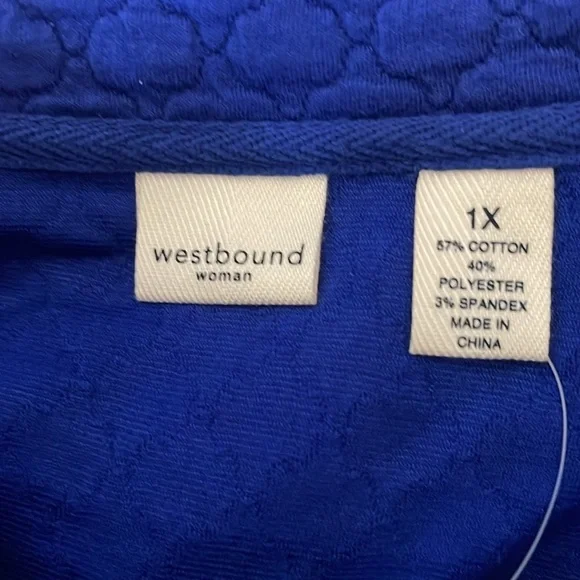 westbound
woman
1X
57% COTTON
40%
POLYESTER
3% SPANDEX
MADE IN
CHINA